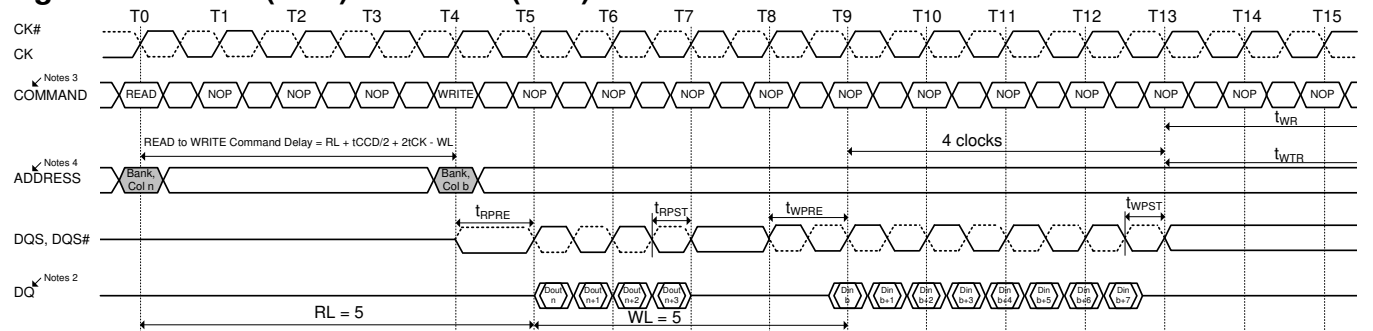 T0 T1 T2 T3 T4 T5 T6 T7 T8 T9 T10 T11 T12 T13 T14 T15
CK#
CK
Notes 3
COMMAND READ NOP NOP NOP WRITE NOP NOP NOP NOP NOP NOP NOP NOP NOP NOP NOP
tWR
READ to WRITE Command Delay = RL + tCCD/2 + 2tCK - WL
4 clocks
tWTR
Notes 4
ADDRESS
Bank, Col n
Bank, Col b
tRPRE tRPST tWPRE tWPST
DQS, DQS#
Notes 2
DQ
Dout n
Dout n+1
Dout n+2
Dout n+3
Din b
Din b+1
Din b+2
Din b+3
Din b+4
Din b+5
Din b+6
Din b+7
RL = 5 WL = 5